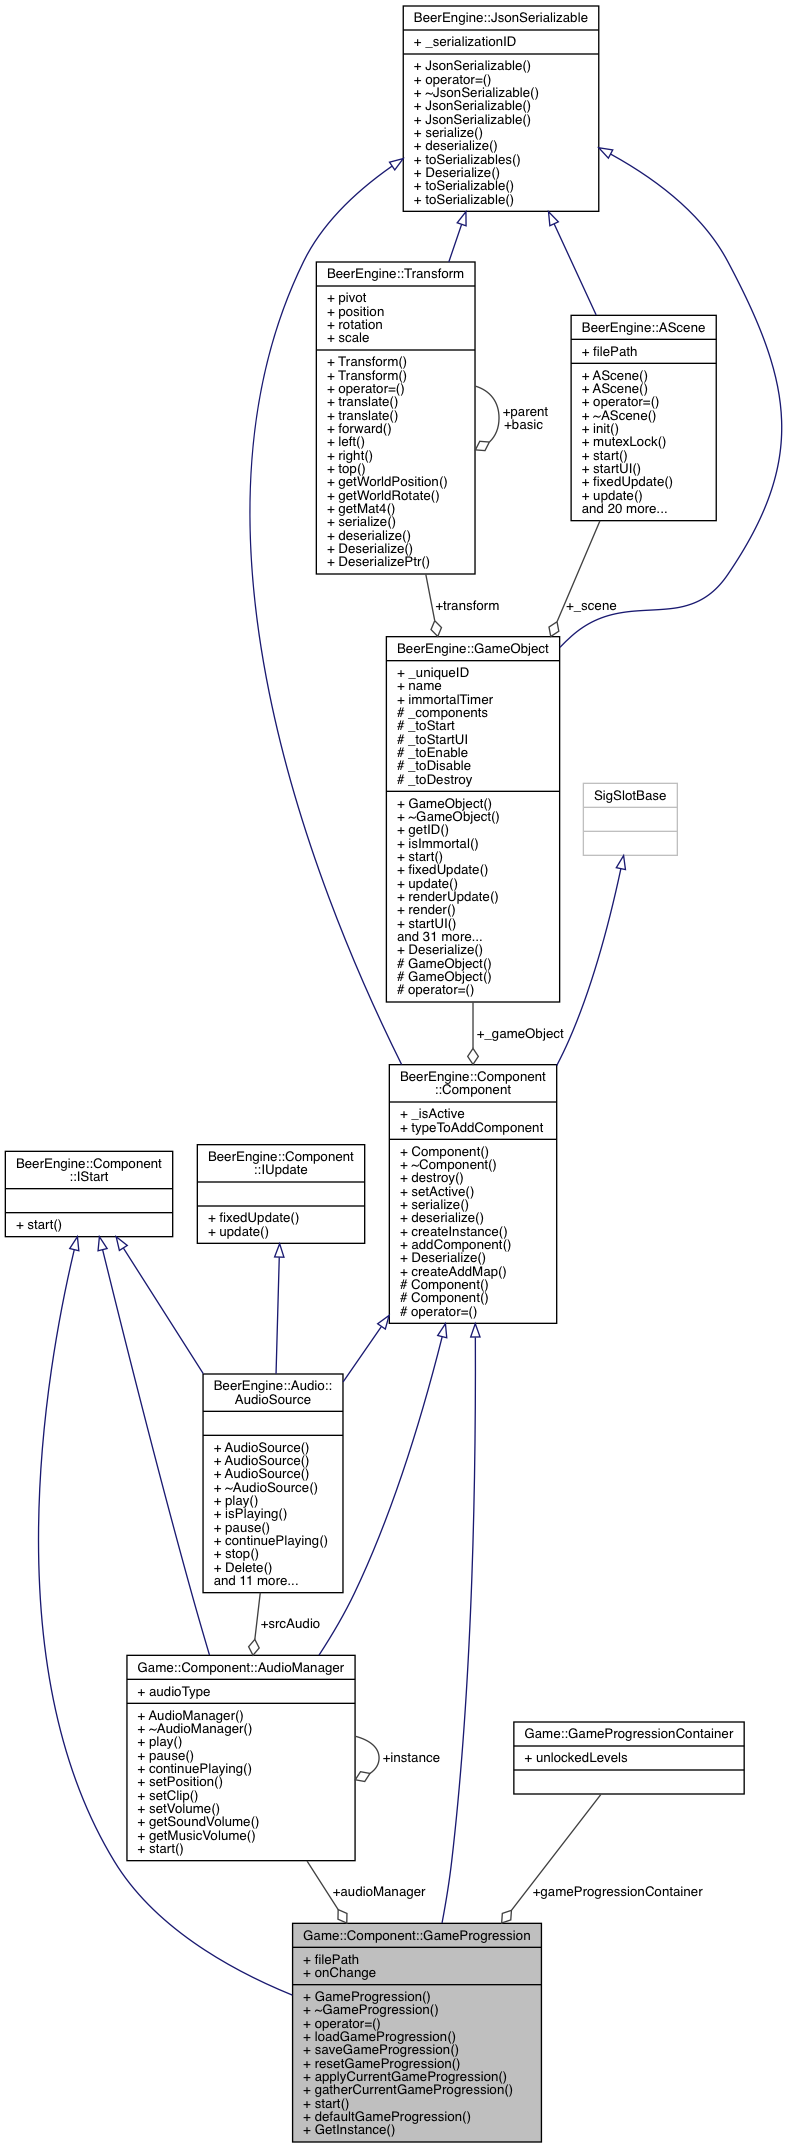 BeerEngine::JsonSerializable
+ _serializationID
+ JsonSerializable()
+ operator=()
+ ~JsonSerializable()
+ JsonSerializable()
+ JsonSerializable()
+ serialize()
+ deserialize()
+ toSerializables()
+ Deserialize()
+ toSerializable()
+ toSerializable()
BeerEngine::Transform
+ pivot
+ position
+ rotation
+ scale
+ Transform()
+ Transform()
+ operator=()
+ translate()
+ translate()
+ forward()
+ left()
+ right()
+ top()
+ getWorldPosition()
+ getWorldRotate()
+ getMat4()
+ serialize()
+ deserialize()
+ Deserialize()
+ DeserializePtr()
+parent
+basic
BeerEngine::AScene
+ filePath
+ AScene()
+ AScene()
+ operator=()
+ ~AScene()
+ init()
+ mutexLock()
+ start()
+ startUI()
+ fixedUpdate()
+ update()
and 20 more...
+transform
+_scene
BeerEngine::GameObject
+ _uniqueID
+ name
+ immortalTimer
# _components
# _toStart
# _toStartUI
# _toEnable
# _toDisable
# _toDestroy
+ GameObject()
+ ~GameObject()
+ getID()
+ isImmortal()
+ start()
+ fixedUpdate()
+ update()
+ renderUpdate()
+ render()
+ startUI()
and 31 more...
+ Deserialize()
# GameObject()
# GameObject()
# operator=()
SigSlotBase
+_gameObject
BeerEngine::Component
::Component
+ _isActive
+ typeToAddComponent
+ Component()
+ ~Component()
+ destroy()
+ setActive()
+ serialize()
+ deserialize()
+ createInstance()
+ addComponent()
+ Deserialize()
+ createAddMap()
# Component()
# Component()
# operator=()
BeerEngine::Component
::IStart
+ start()
BeerEngine::Component
::IUpdate
+ fixedUpdate()
+ update()
BeerEngine::Audio::
AudioSource
+ AudioSource()
+ AudioSource()
+ AudioSource()
+ ~AudioSource()
+ play()
+ isPlaying()
+ pause()
+ continuePlaying()
+ stop()
+ Delete()
and 11 more...
+srcAudio
Game::Component::AudioManager
+ audioType
+ AudioManager()
+ ~AudioManager()
+ play()
+ pause()
+ continuePlaying()
+ setPosition()
+ setClip()
+ setVolume()
+ getSoundVolume()
+ getMusicVolume()
+ start()
+instance
Game::GameProgressionContainer
+ unlockedLevels
+audioManager
+gameProgressionContainer
Game::Component::GameProgression
+ filePath
+ onChange
+ GameProgression()
+ ~GameProgression()
+ operator=()
+ loadGameProgression()
+ saveGameProgression()
+ resetGameProgression()
+ applyCurrentGameProgression()
+ gatherCurrentGameProgression()
+ start()
+ defaultGameProgression()
+ GetInstance()